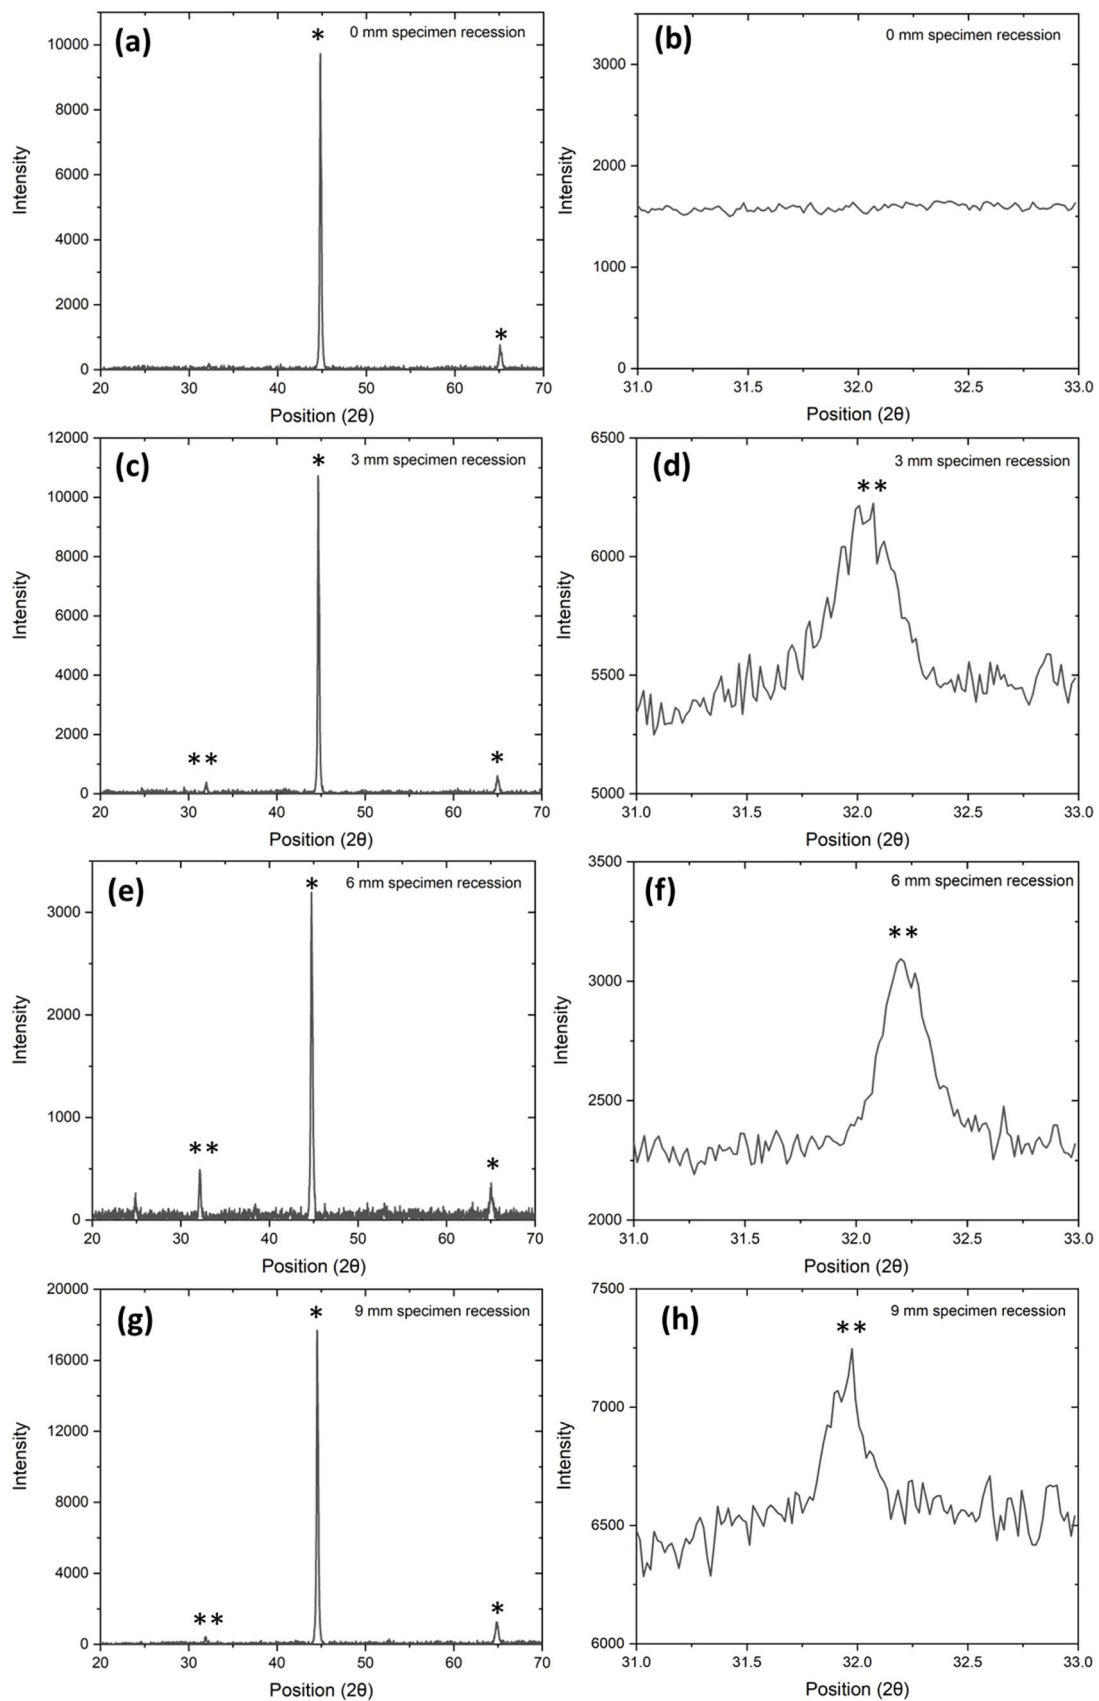 (a)
0 mm specimen recession
*
*
10000
8000
6000
4000
2000
0
Intensity
20 30 40 50 60 70
Position (2θ)
(b)
0 mm specimen recession
3000
2000
1000
0
Intensity
31.0 31.5 32.0 32.5 33.0
Position (2θ)
(c)
3 mm specimen recession
*
**
*
12000
10000
8000
6000
4000
2000
0
Intensity
20 30 40 50 60 70
Position (2θ)
(d)
3 mm specimen recession
**
6500
6000
5500
5000
Intensity
31.0 31.5 32.0 32.5 33.0
Position (2θ)
(e)
6 mm specimen recession
*
**
*
3000
2000
1000
0
Intensity
20 30 40 50 60 70
Position (2θ)
(f)
6 mm specimen recession
**
3500
3000
2500
2000
Intensity
31.0 31.5 32.0 32.5 33.0
Position (2θ)
(g)
9 mm specimen recession
*
**
*
20000
16000
12000
8000
4000
0
Intensity
20 30 40 50 60 70
Position (2θ)
(h)
9 mm specimen recession
**
7500
7000
6500
6000
Intensity
31.0 31.5 32.0 32.5 33.0
Position (2θ)